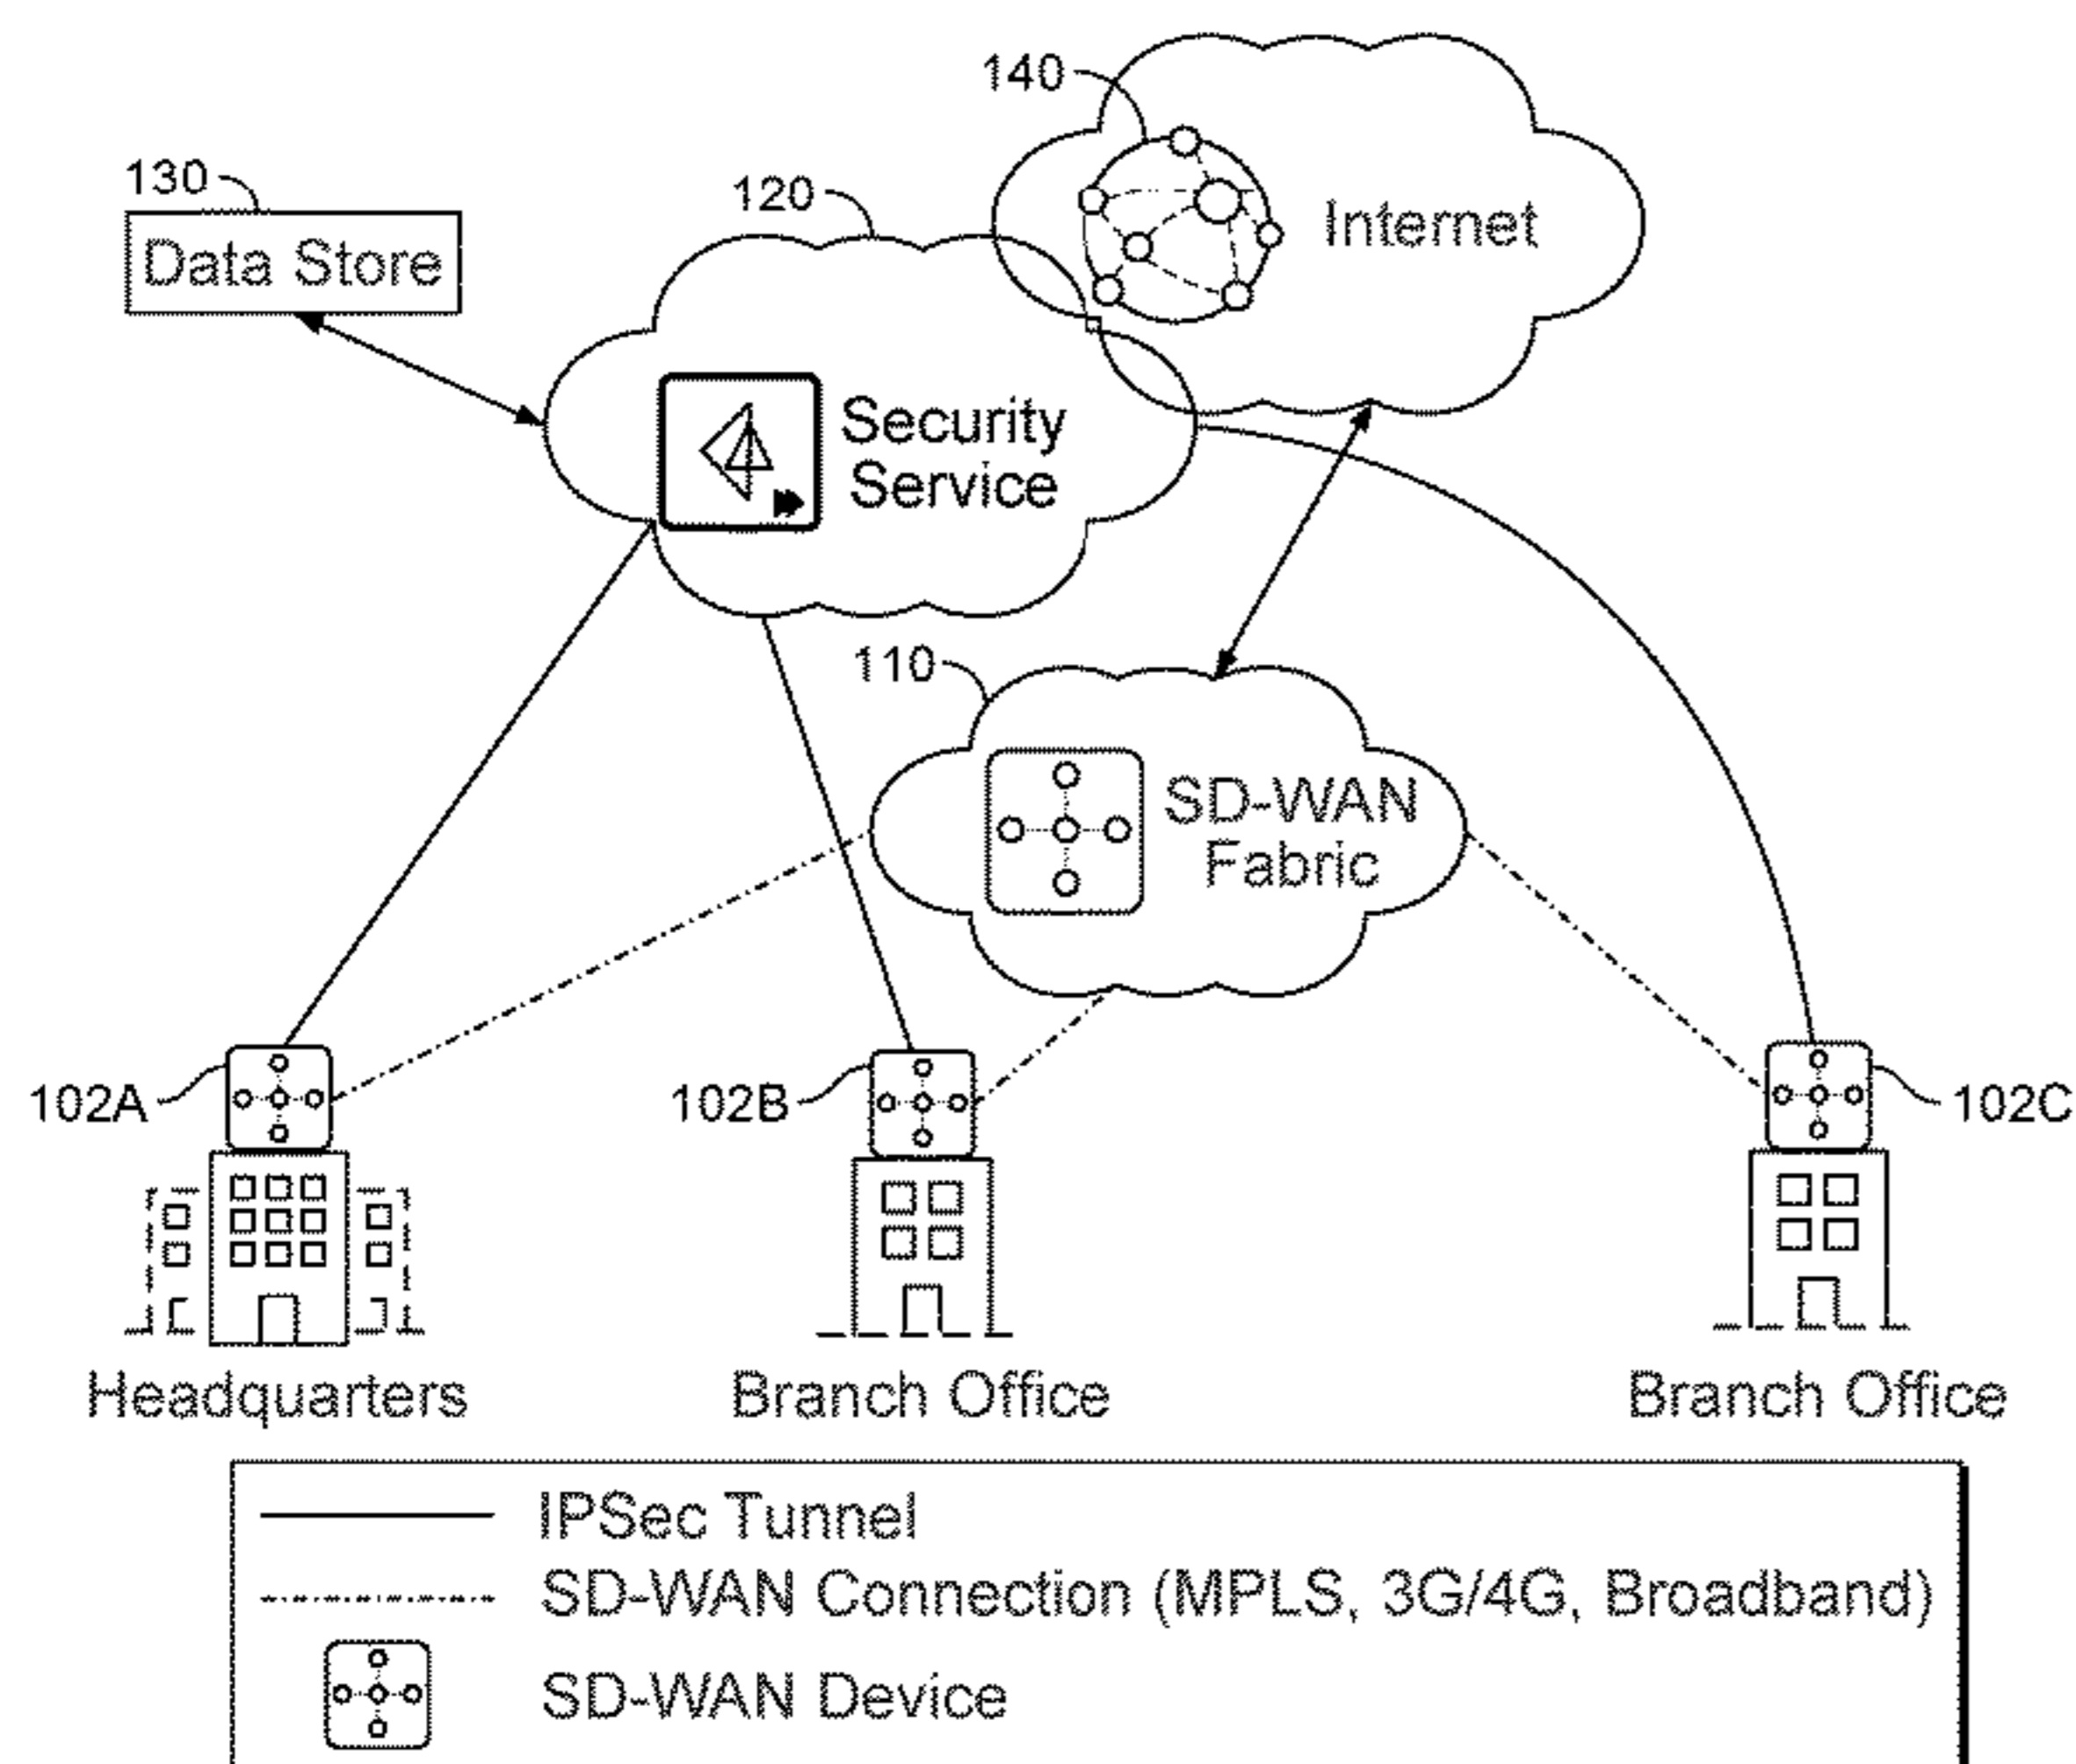 140
130
120
Internet
Data Store
Security
Service
110
SD-WAN
Fabric
102A
102B
102C
Headquarters
Branch Office
Branch Office
IPSec Tunnel
SD-WAN Connection (MPLS, 3G/4G, Broadband)
SD-WAN Device